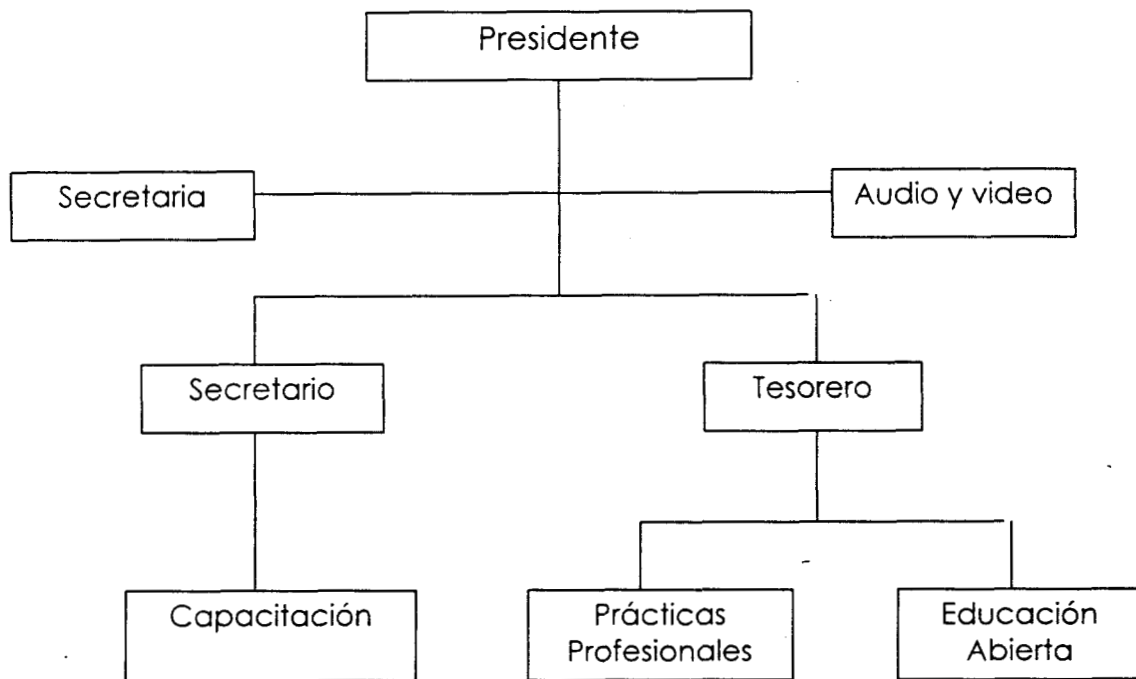 Presidente
Secretaria
Audio y video
Secretario
Tesorero
Capacitación
Prácticas
Profesionales
Educación
Abierta